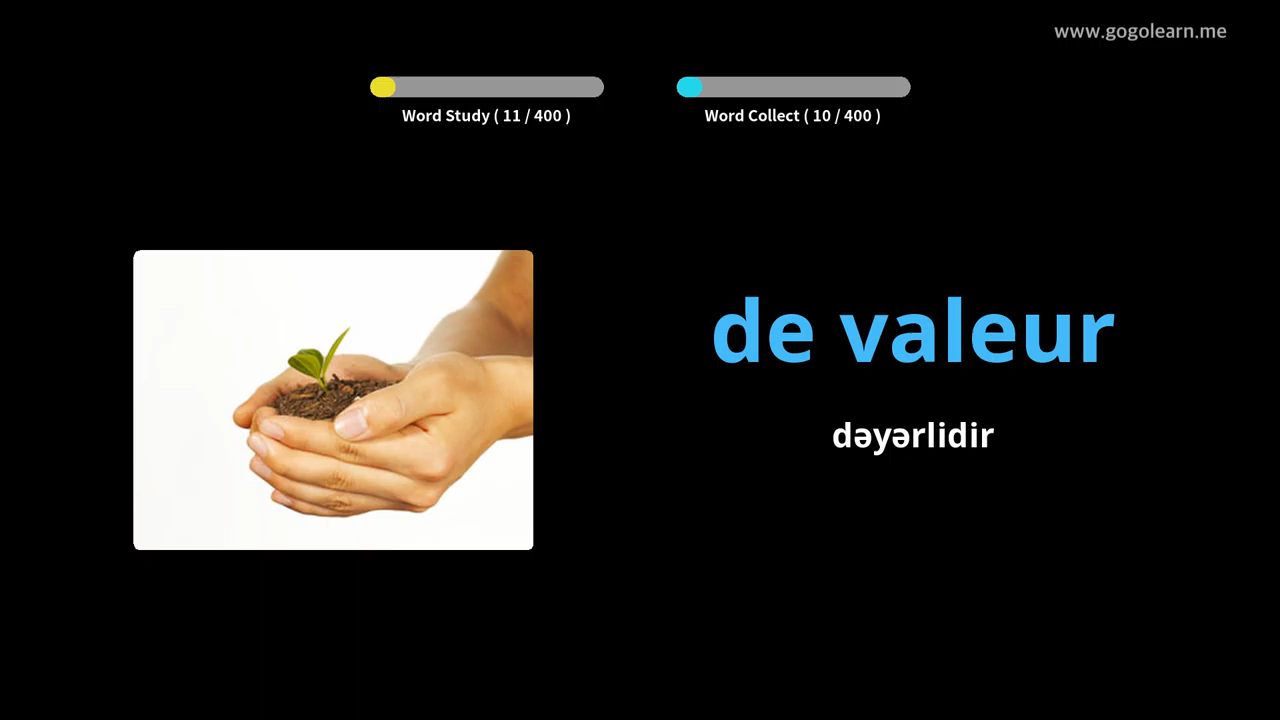 www.gogolearn.me
Word Study ( 11 / 400 )
Word Collect ( 10 / 400 )
de valeur
dəyərlidir